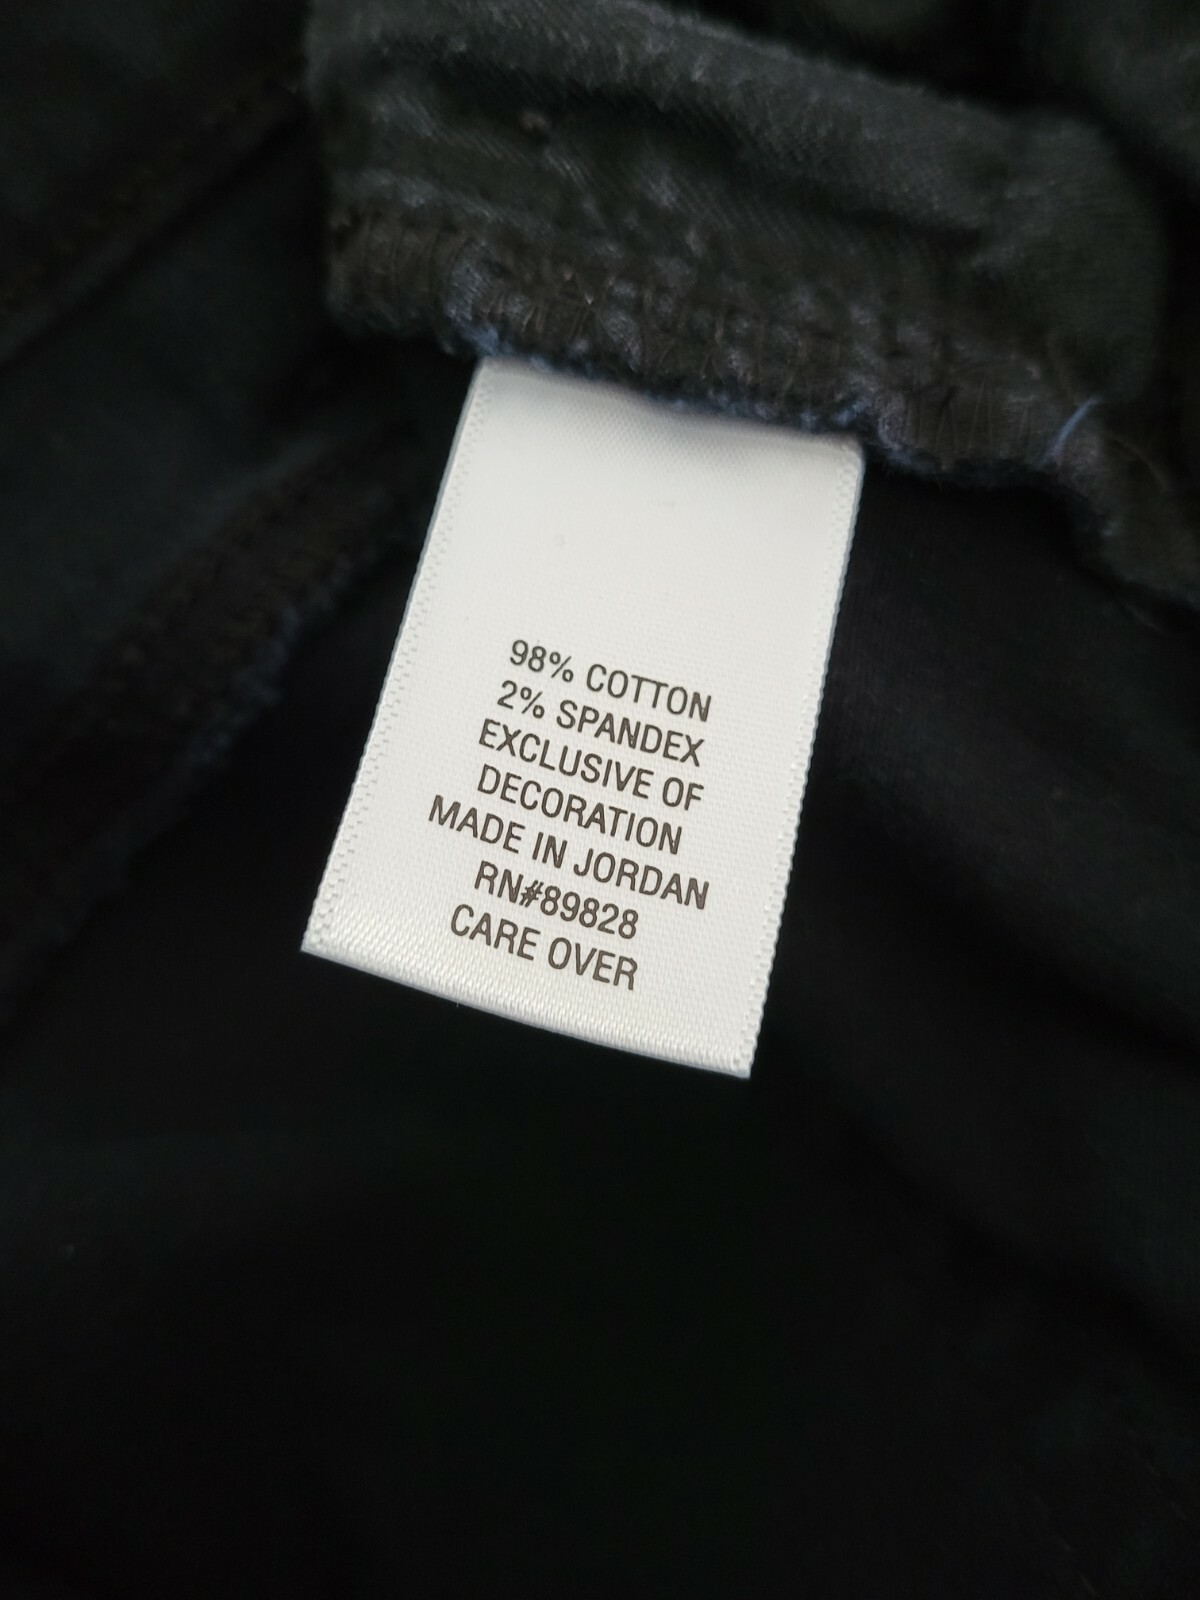 98% COTTON
2% SPANDEX
EXCLUSIVE OF
DECORATION
MADE IN JORDAN
RN#89828
CARE OVER